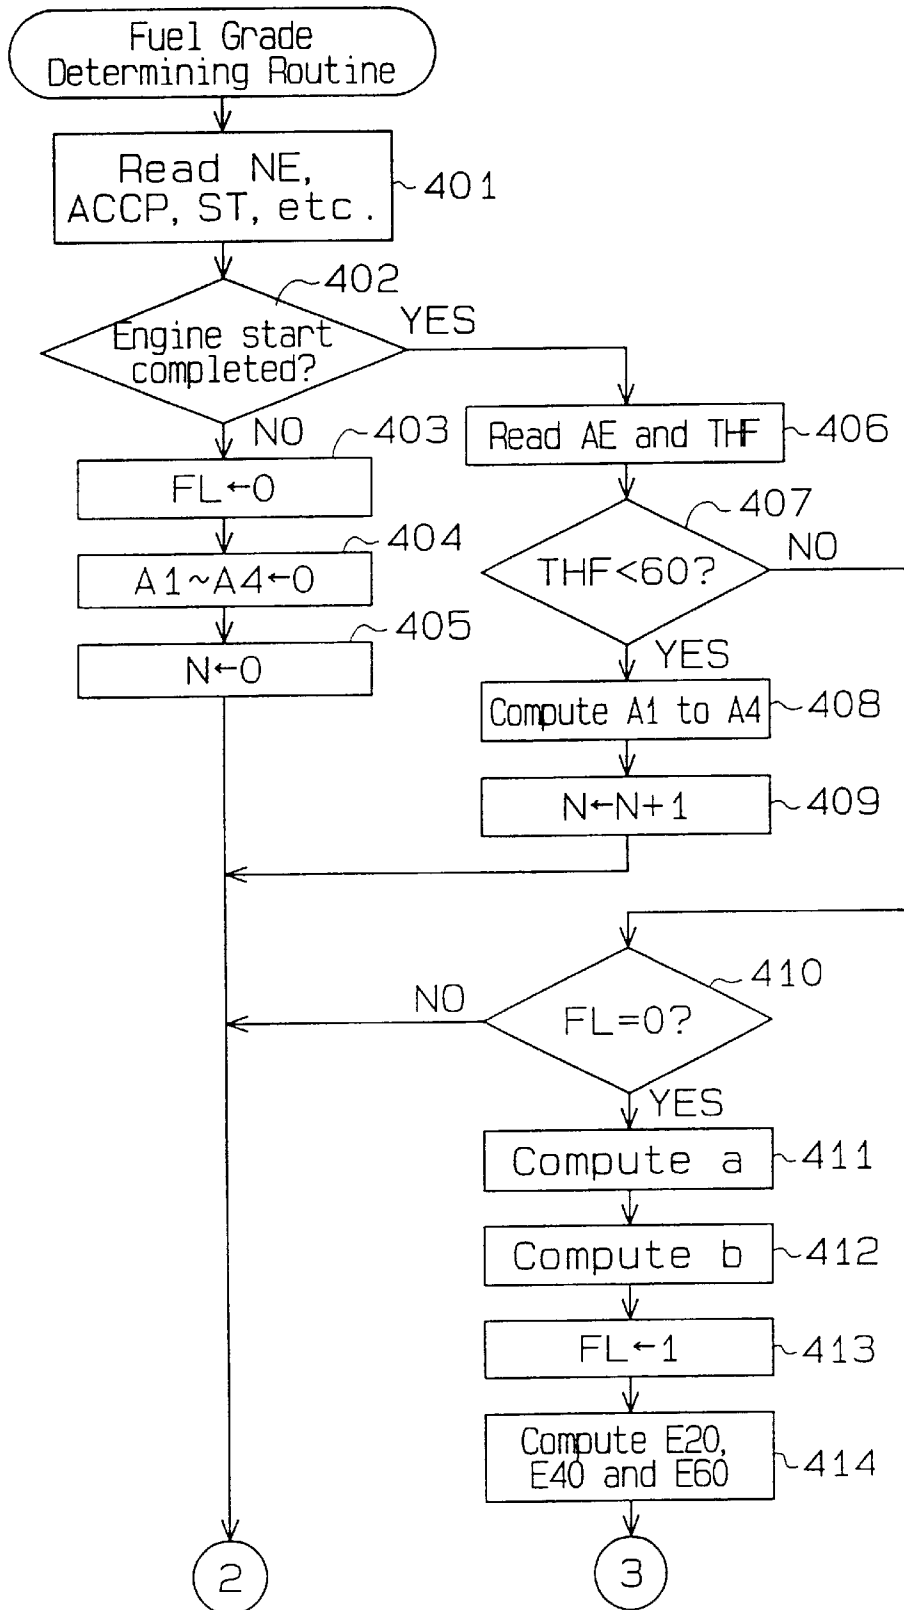 Fuel Grade
Determining Routine
Read NE,
ACCP, ST, etc.
401
402
Engine start
completed?
YES
NO
403
FL←0
404
A1~A4←0
405
N←0
Read AE and THF
406
407
THF<60?
NO
YES
Compute A1 to A4
408
N←N+1
409
410
FL=0?
NO
YES
Compute a
411
Compute b
412
FL←1
413
Compute E20,
E40 and E60
414
2
3